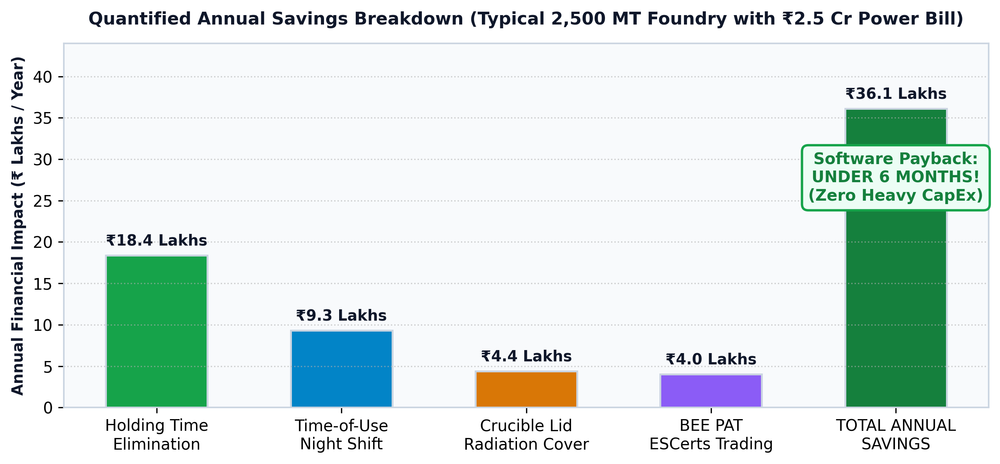 Quantified Annual Savings Breakdown (Typical 2,500 MT Foundry with ₹2.5 Cr Power Bill)
Annual Financial Impact (₹ Lakhs / Year)
40
35
30
25
20
15
10
5
0
₹18.4 Lakhs
₹9.3 Lakhs
₹4.4 Lakhs
₹4.0 Lakhs
₹36.1 Lakhs
Software Payback:
UNDER 6 MONTHS!
(Zero Heavy CapEx)
Holding Time
Elimination
Time-of-Use
Night Shift
Crucible Lid
Radiation Cover
BEE PAT
ESCerts Trading
TOTAL ANNUAL
SAVINGS